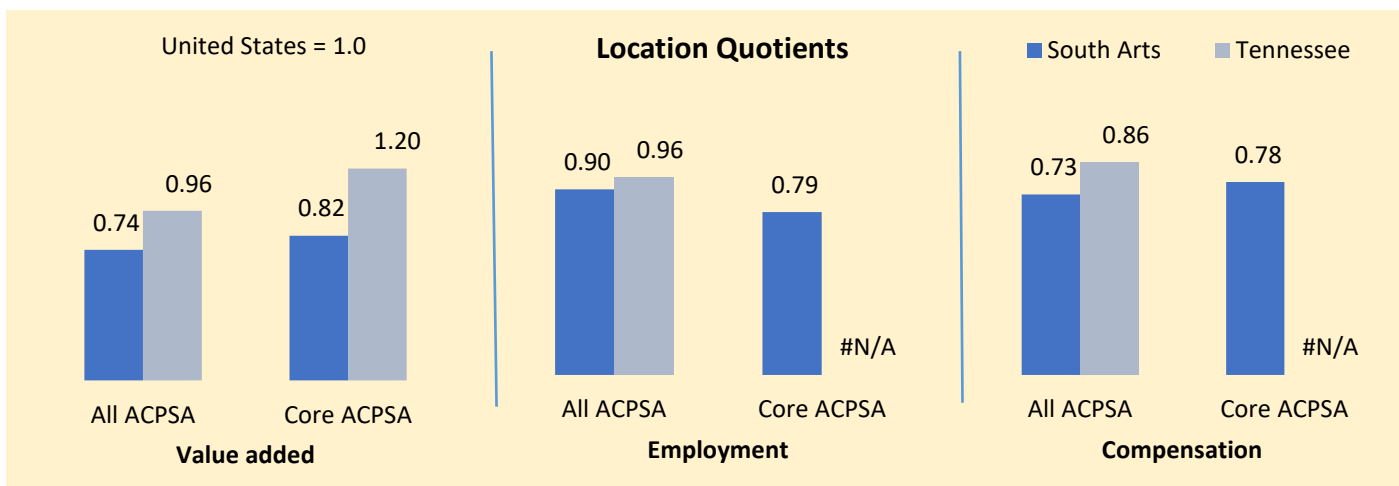 United States = 1.0
Location Quotients
South Arts
Tennessee
0.74
0.96
0.82
1.20
All ACPSA
Core ACPSA
Value added
0.90
0.96
0.79
#N/A
All ACPSA
Core ACPSA
Employment
0.73
0.86
0.78
#N/A
All ACPSA
Core ACPSA
Compensation